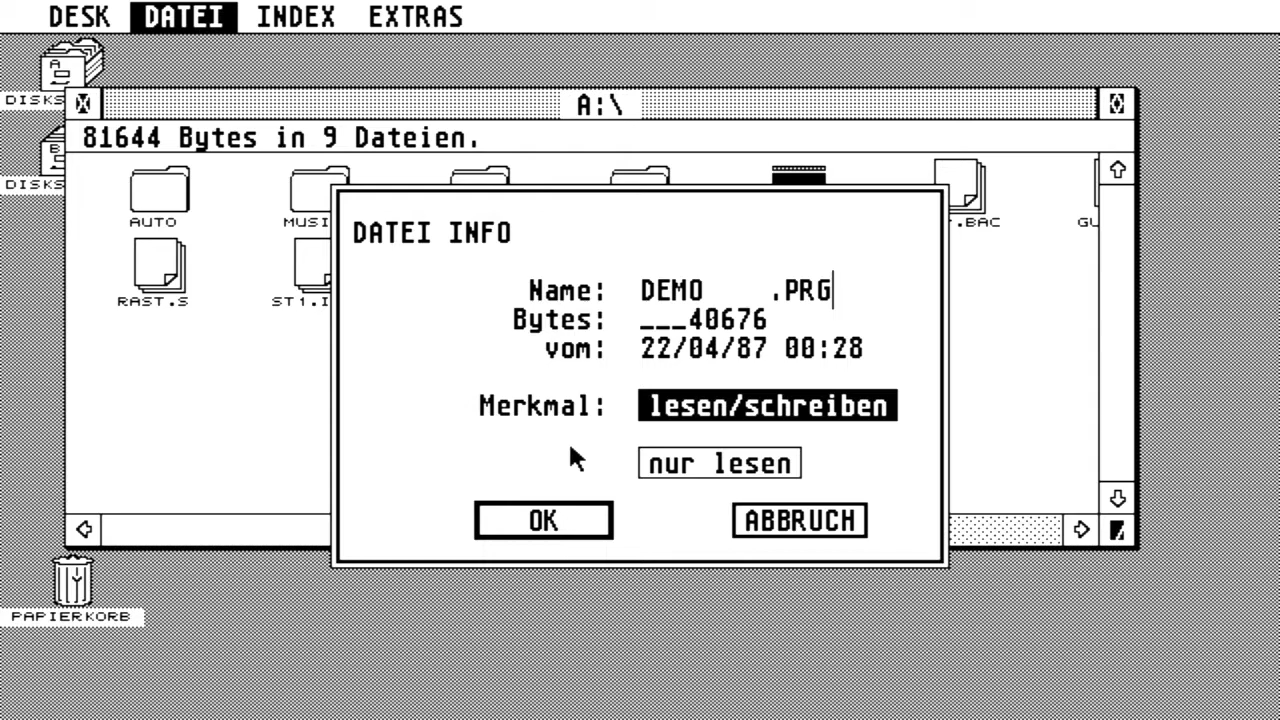 DESK DATEI INDEX EXTRAS
A:\
81644 Bytes in 9 Dateien.
A
DISKS
B
DISKS
AUTO
RAST.S
DATEI INFO
Name: DEMO .PRG
Bytes: ___40676
vom: 22/04/87 00:28
Merkmal: lesen/schreiben
nur lesen
OK ABBRUCH
PAPIERKORB